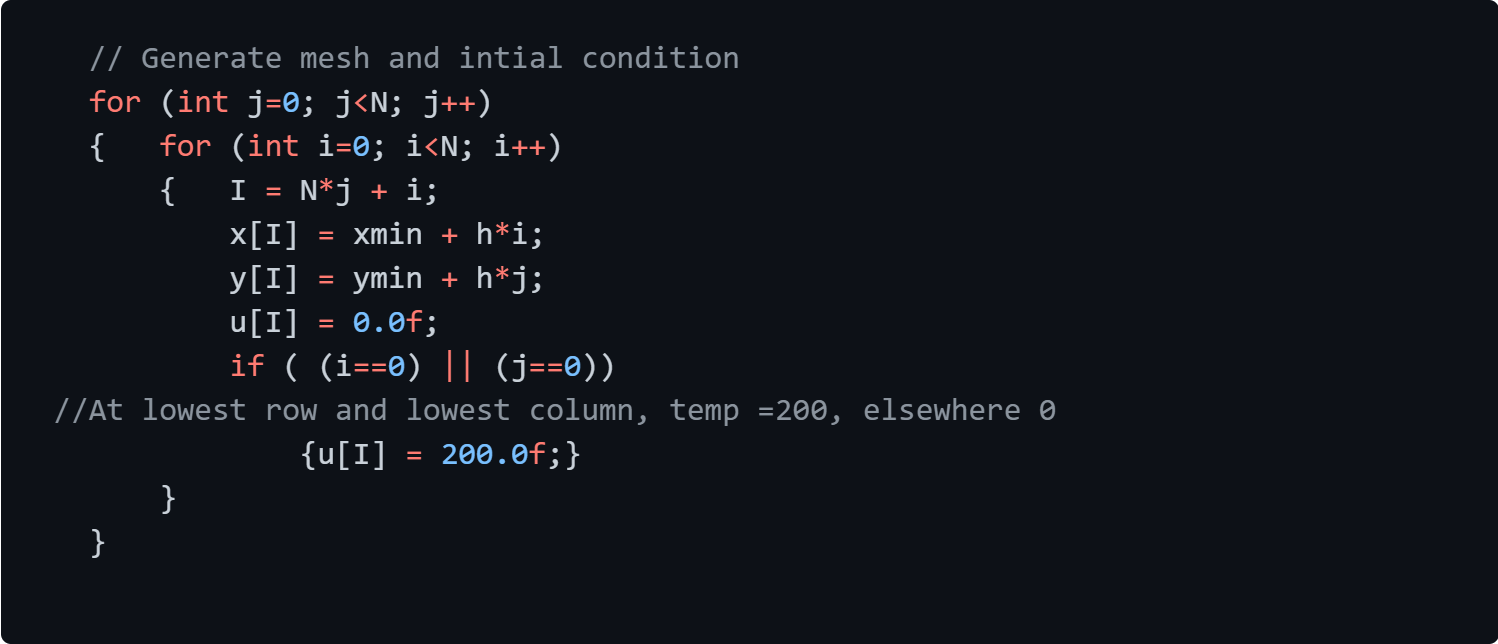 // Generate mesh and intial condition
for (int j=0; j<N; j++)
{   for (int i=0; i<N; i++)
{   I = N*j + i;
x[I] = xmin + h*i;
y[I] = ymin + h*j;
u[I] = 0.0f;
if ( (i==0) || (j==0))
//At lowest row and lowest column, temp =200, elsewhere 0
{u[I] = 200.0f;}
}
}